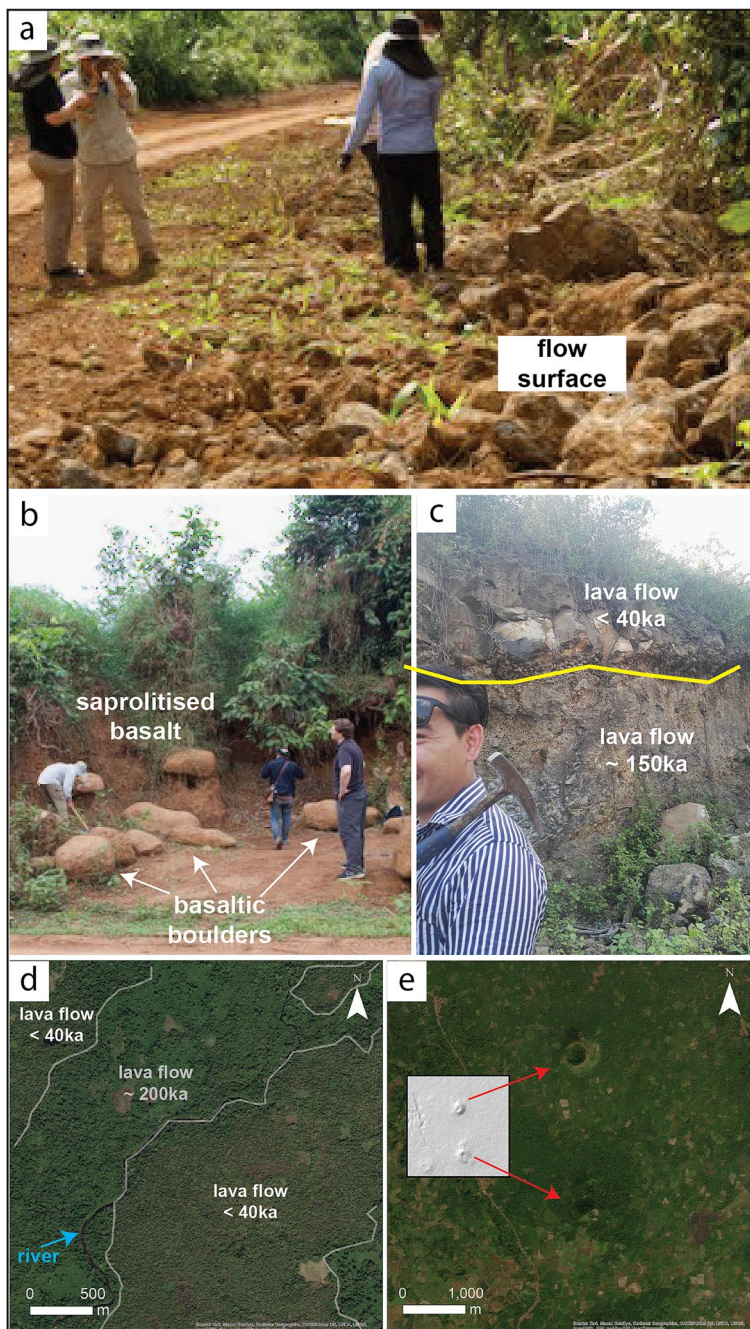 a
flow
surface
b
saprolitised
basalt
basaltic
boulders
c
lava flow
< 40ka
lava flow
~ 150ka
d
N
lava flow
< 40ka
lava flow
~ 200ka
lava flow
< 40ka
river
0 500
m
e
N
0 1,000
m